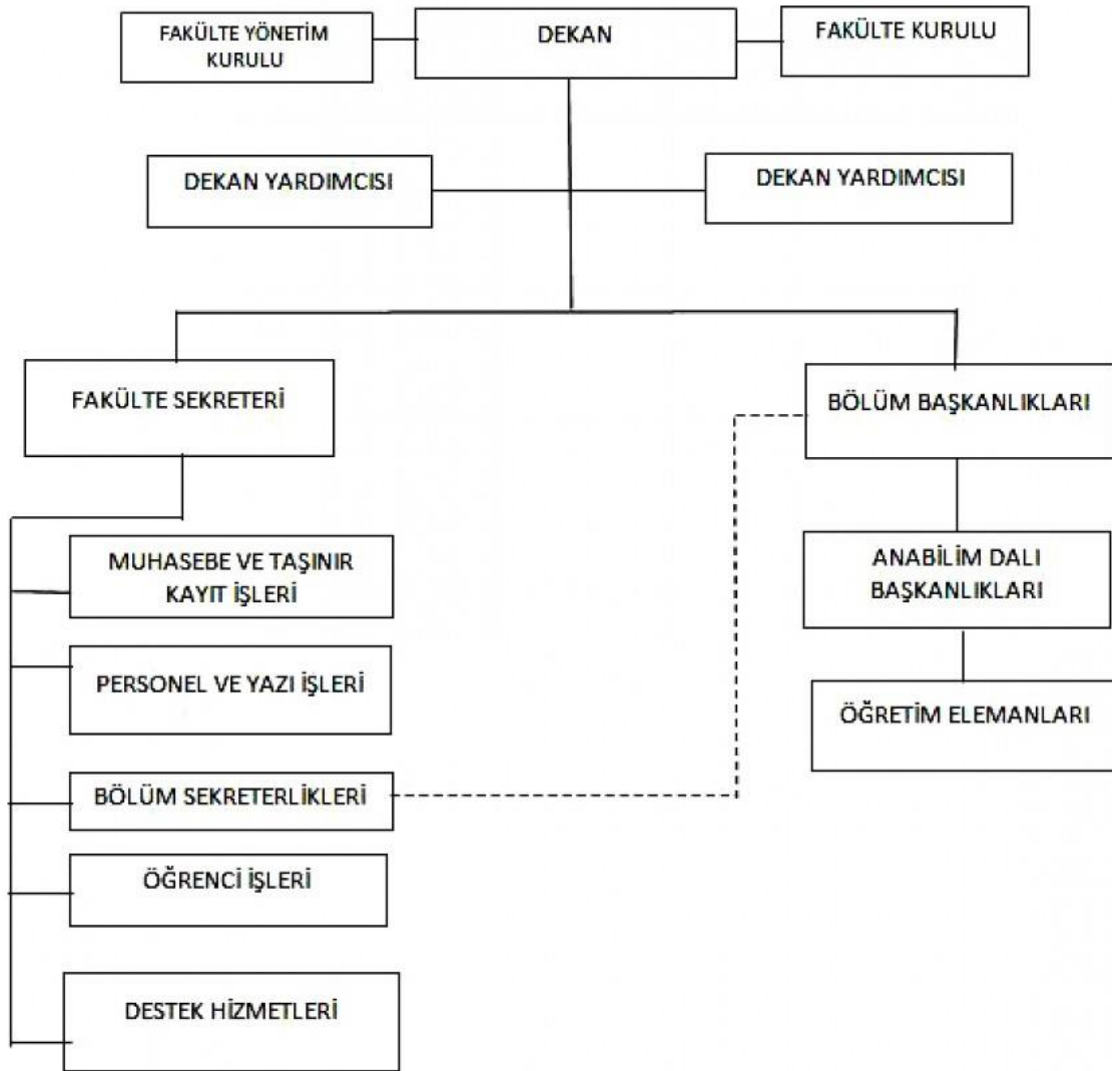 FAKÜLTE YÖNETİM
KURULU
DEKAN
FAKÜLTE KURULU
DEKAN YARDIMCISI
DEKAN YARDIMCISI
FAKÜLTE SEKRETERİ
BÖLÜM BAŞKANLIKLARI
MUHASEBE VE TAŞINIR
KAYIT İŞLERİ
ANABİLİM DALI
BAŞKANLIKLARI
PERSONEL VE YAZI İŞLERİ
ÖĞRETİM ELEMANLARI
BÖLÜM SEKRETERLİKLERİ
ÖĞRENCİ İŞLERİ
DESTEK HİZMETLERİ